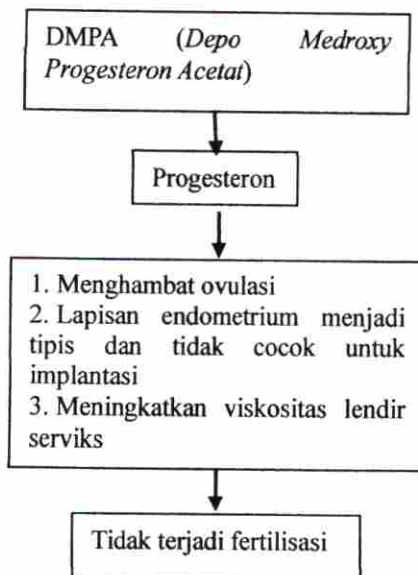 DMPA (Depo Medroxy
Progesteron Acetat)
Progesteron
1. Menghambat ovulasi
2. Lapisan endometrium menjadi
tipis dan tidak cocok untuk
implantasi
3. Meningkatkan viskositas lendir
serviks
Tidak terjadi fertilisasi